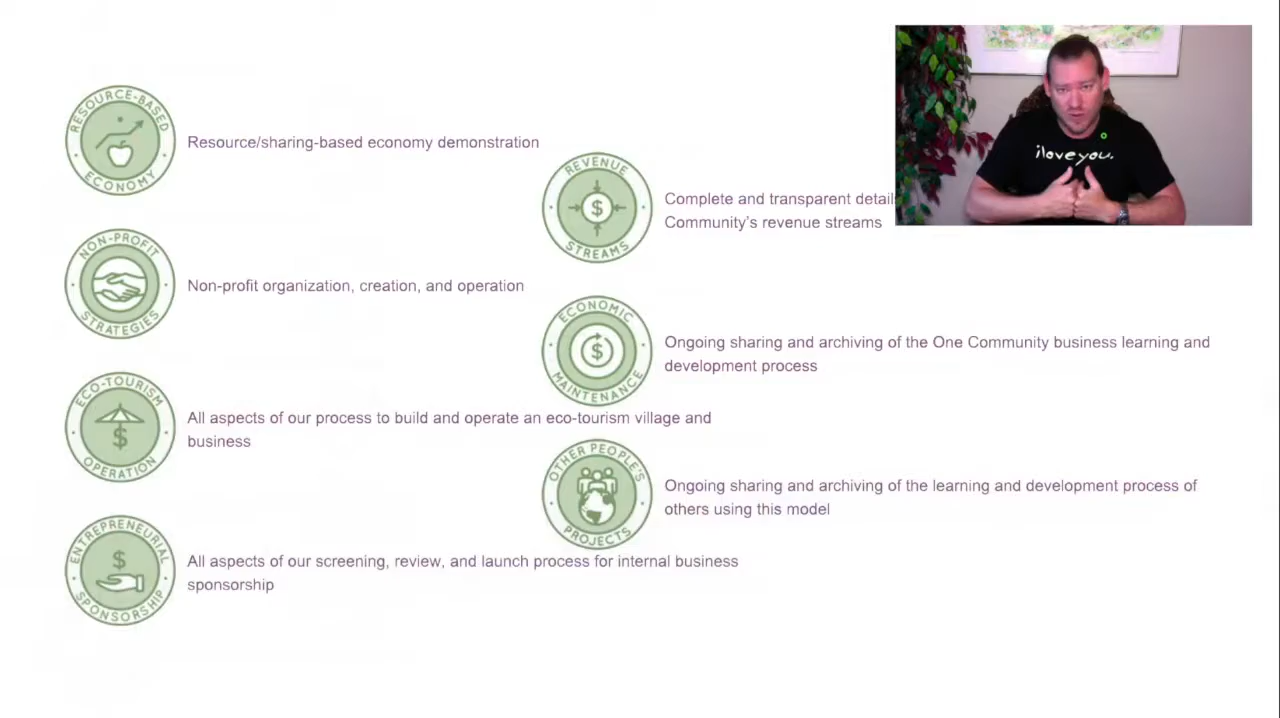 RESOURCE-BASED
ECONOMY
Resource/sharing-based economy demonstration
NON-PROFIT
STRATEGIES
Non-profit organization, creation, and operation
ECO-TOURISM
$
OPERATION
All aspects of our process to build and operate an eco-tourism village and
business
ENTREPRENEURIAL
$
SPONSORSHIP
All aspects of our screening, review, and launch process for internal business
sponsorship
REVENUE
$
STREAMS
Complete and transparent detail
Community's revenue streams
ECONOMIC
$
MAINTENANCE
Ongoing sharing and archiving of the One Community business learning and
development process
OTHER PEOPLE'S
PROJECTS
Ongoing sharing and archiving of the learning and development process of
others using this model
i love you.